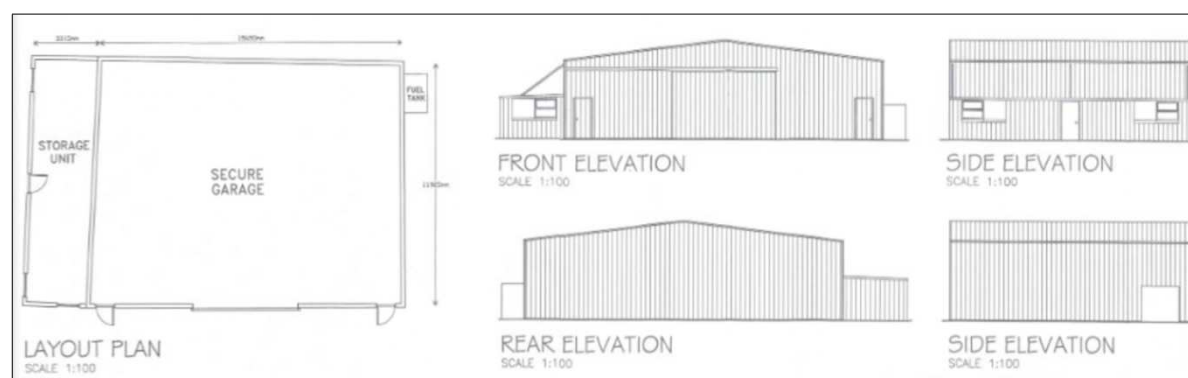 STORAGE
UNIT
SECURE
GARAGE
FUEL
TANK
LAYOUT PLAN
SCALE 1:100
FRONT ELEVATION
SCALE 1:100
SIDE ELEVATION
SCALE 1:100
REAR ELEVATION
SCALE 1:100
SIDE ELEVATION
SCALE 1:100